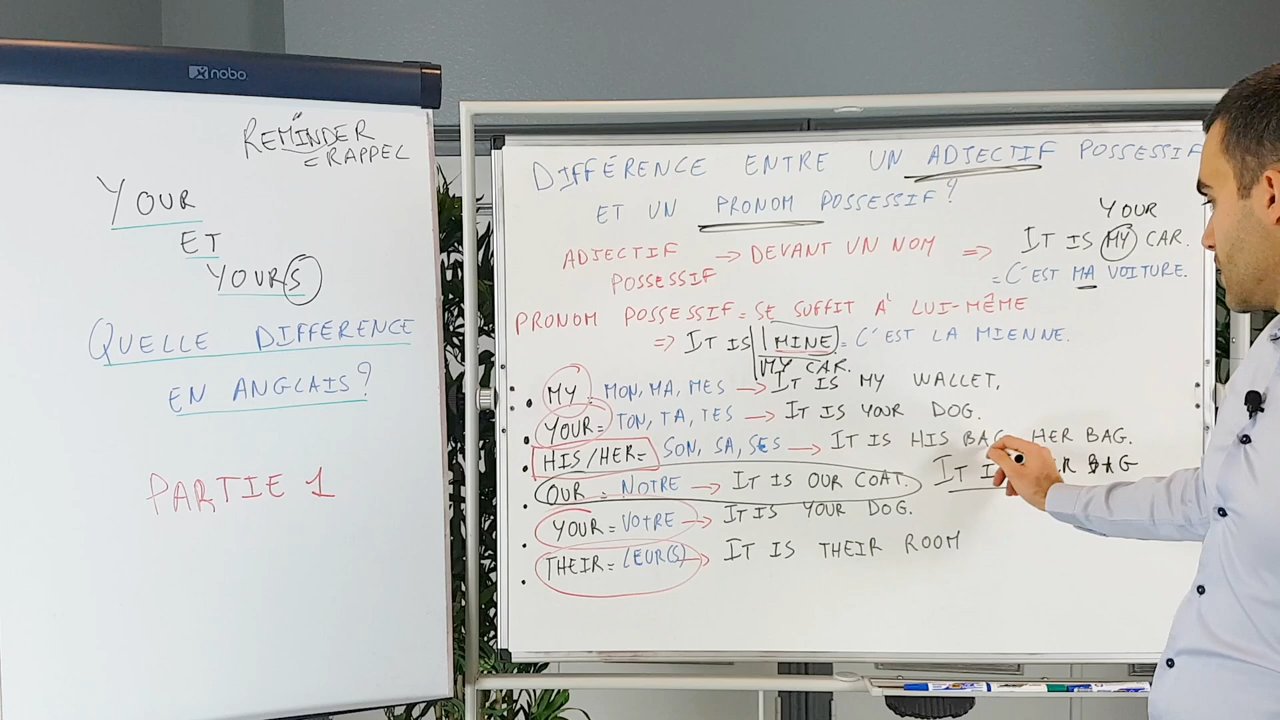 nobo
REMINDER
= RAPPEL
YOUR
ET
YOURS
QUELLE DIFFÉRENCE
EN ANGLAIS?
PARTIE 1
DIFFÉRENCE ENTRE UN ADJECTIF POSSESSIF
ET UN PRONOM POSSESSIF?
ADJECTIF → DEVANT UN NOM =>
POSSESSIF
YOUR
IT IS MY CAR.
= C'EST MA VOITURE.
PRONOM POSSESSIF = SE SUFFIT À LUI-MÊME
=> IT IS MINE = C'EST LA MIENNE.
MY CAR.
• MY = MON, MA, MES → IT IS MY WALLET.
• YOUR = TON, TA, TES → IT IS YOUR DOG.
• HIS/HER = SON, SA, SES → IT IS HIS BAG HER BAG.
IT BAG
• OUR = NOTRE → IT IS OUR COAT.
• YOUR = VOTRE → IT IS YOUR DOG.
• THEIR = LEUR(S) → IT IS THEIR ROOM